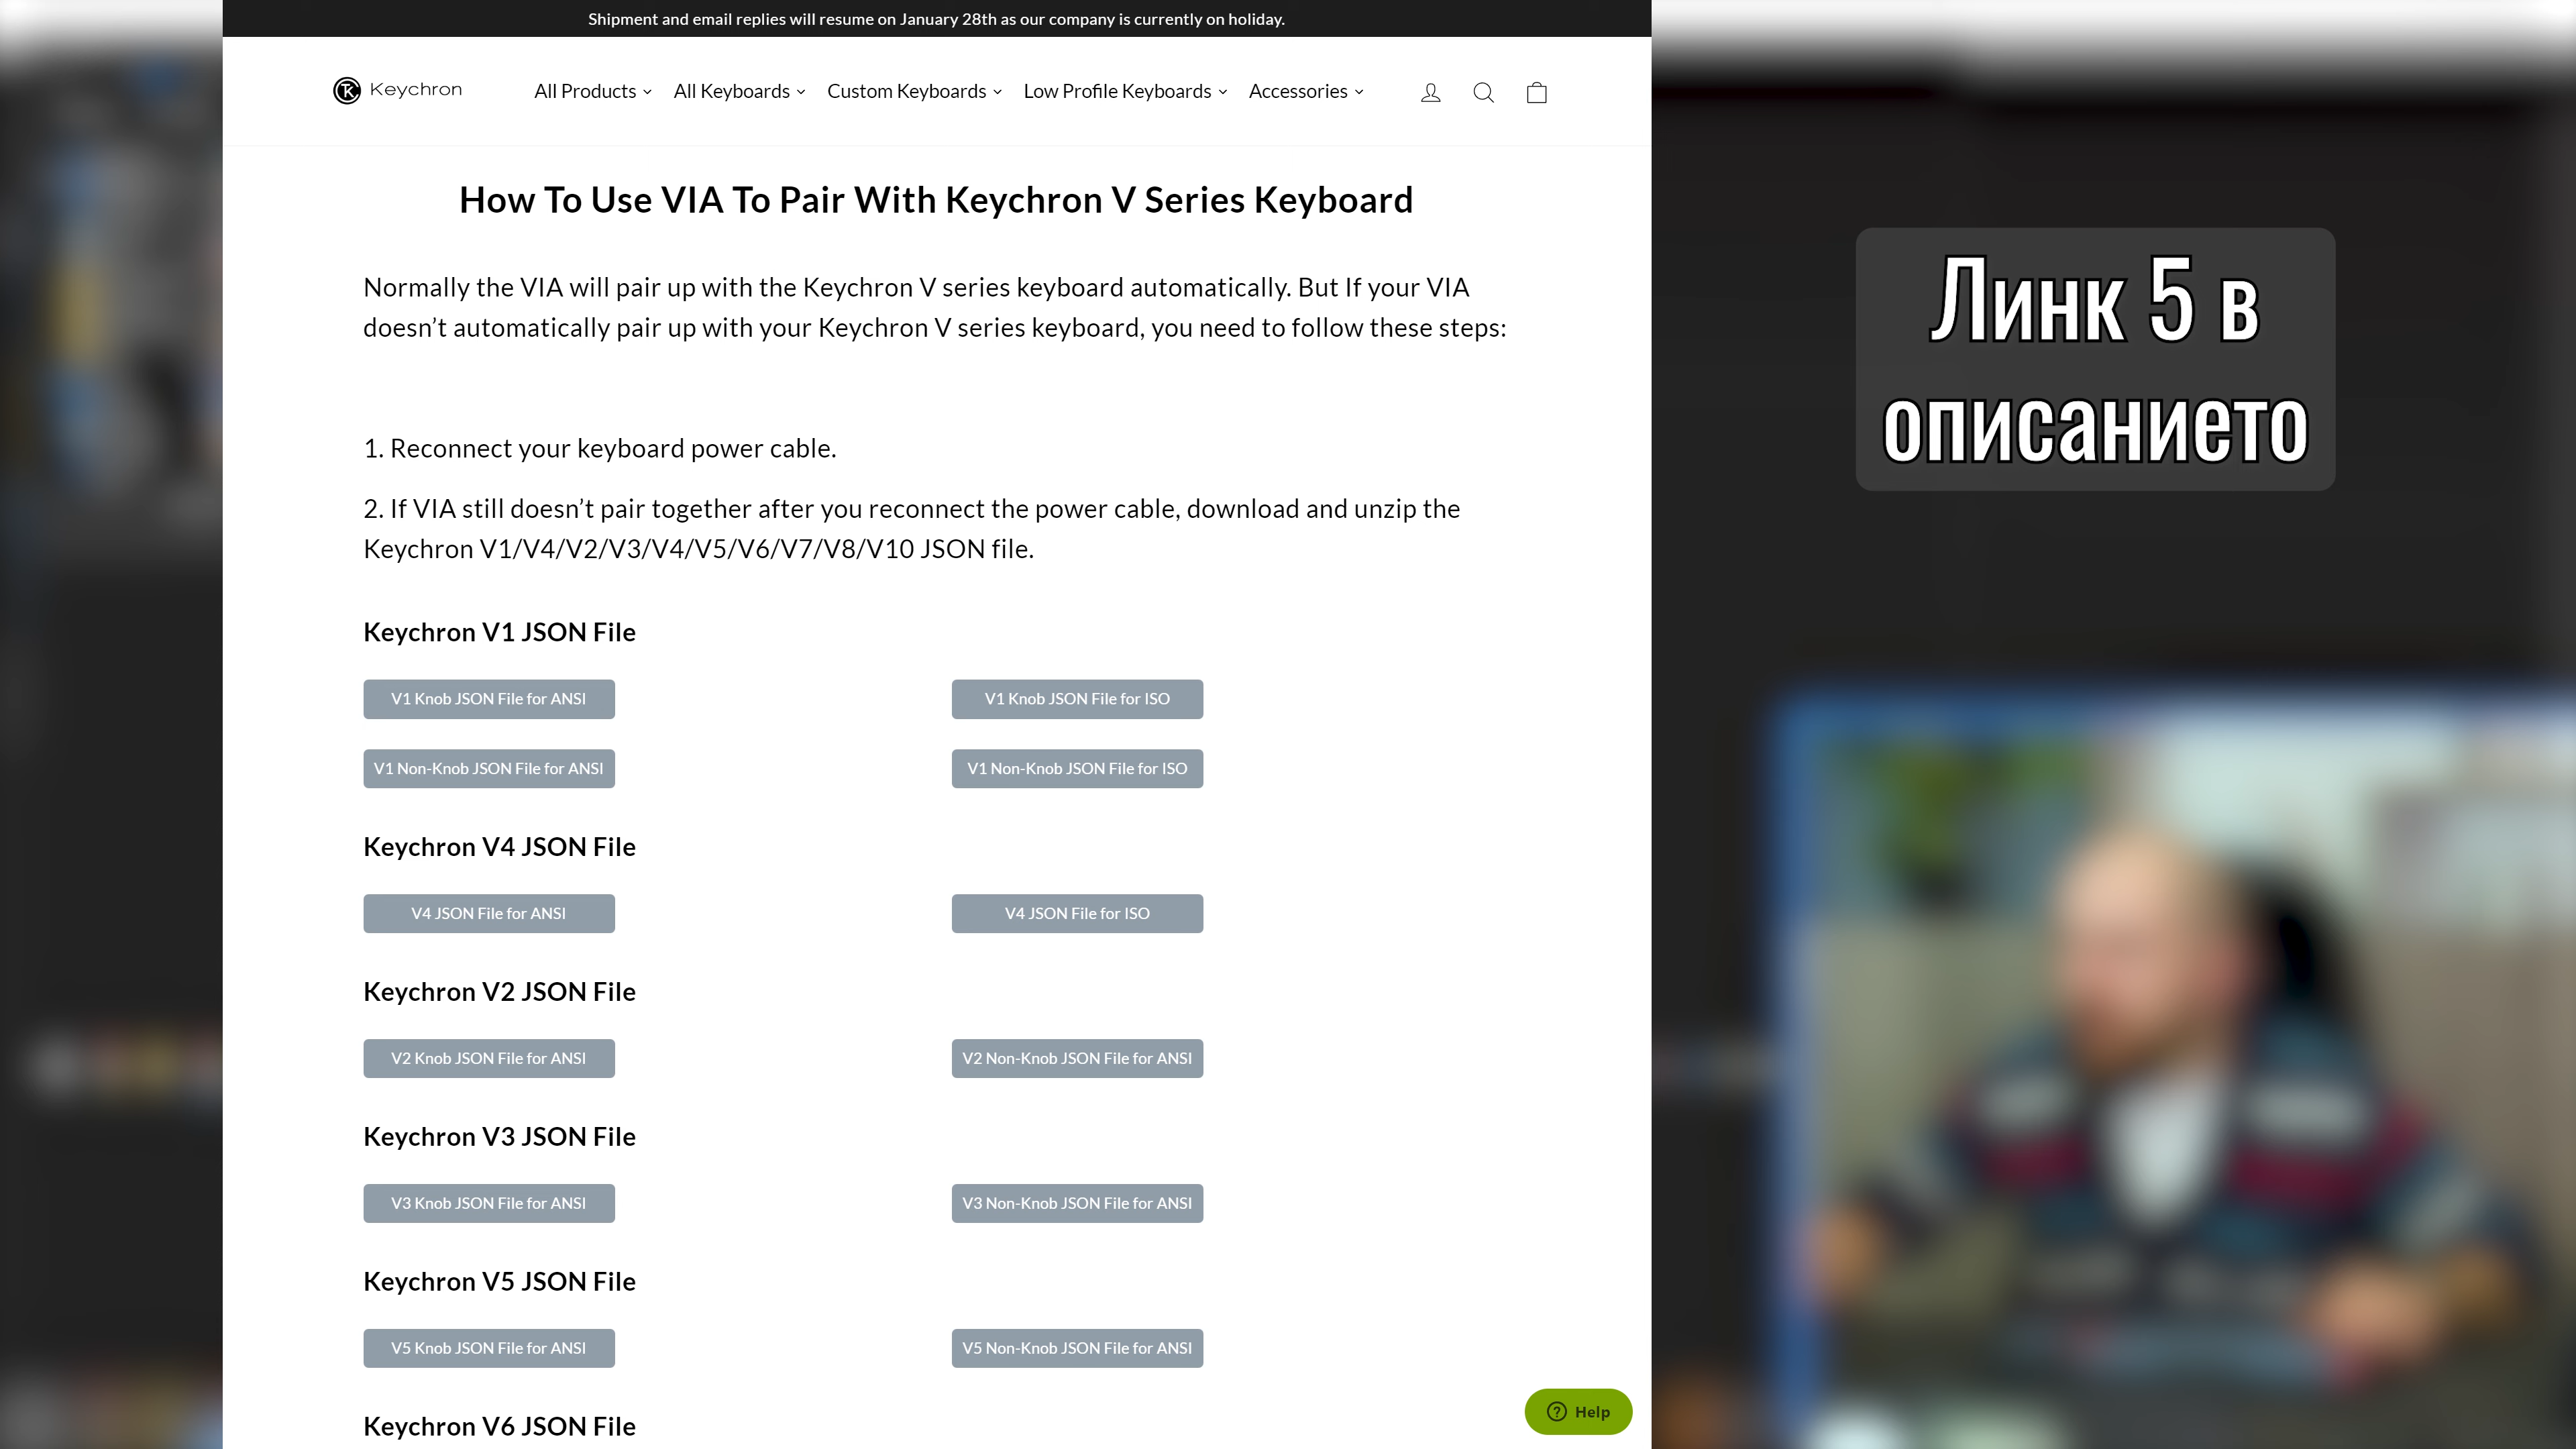 Shipment and email replies will resume on January 28th as our company is currently on holiday.
Keychron
All Products
All Keyboards
Custom Keyboards
Low Profile Keyboards
Accessories
How To Use VIA To Pair With Keychron V Series Keyboard
Normally the VIA will pair up with the Keychron V series keyboard automatically. But If your VIA
doesn’t automatically pair up with your Keychron V series keyboard, you need to follow these steps:
1. Reconnect your keyboard power cable.
2. If VIA still doesn’t pair together after you reconnect the power cable, download and unzip the
Keychron V1/V4/V2/V3/V4/V5/V6/V7/V8/V10 JSON file.
Keychron V1 JSON File
V1 Knob JSON File for ANSI
V1 Knob JSON File for ISO
V1 Non-Knob JSON File for ANSI
V1 Non-Knob JSON File for ISO
Keychron V4 JSON File
V4 JSON File for ANSI
V4 JSON File for ISO
Keychron V2 JSON File
V2 Knob JSON File for ANSI
V2 Non-Knob JSON File for ANSI
Keychron V3 JSON File
V3 Knob JSON File for ANSI
V3 Non-Knob JSON File for ANSI
Keychron V5 JSON File
V5 Knob JSON File for ANSI
V5 Non-Knob JSON File for ANSI
Keychron V6 JSON File
Help
Линк 5 в
описанието